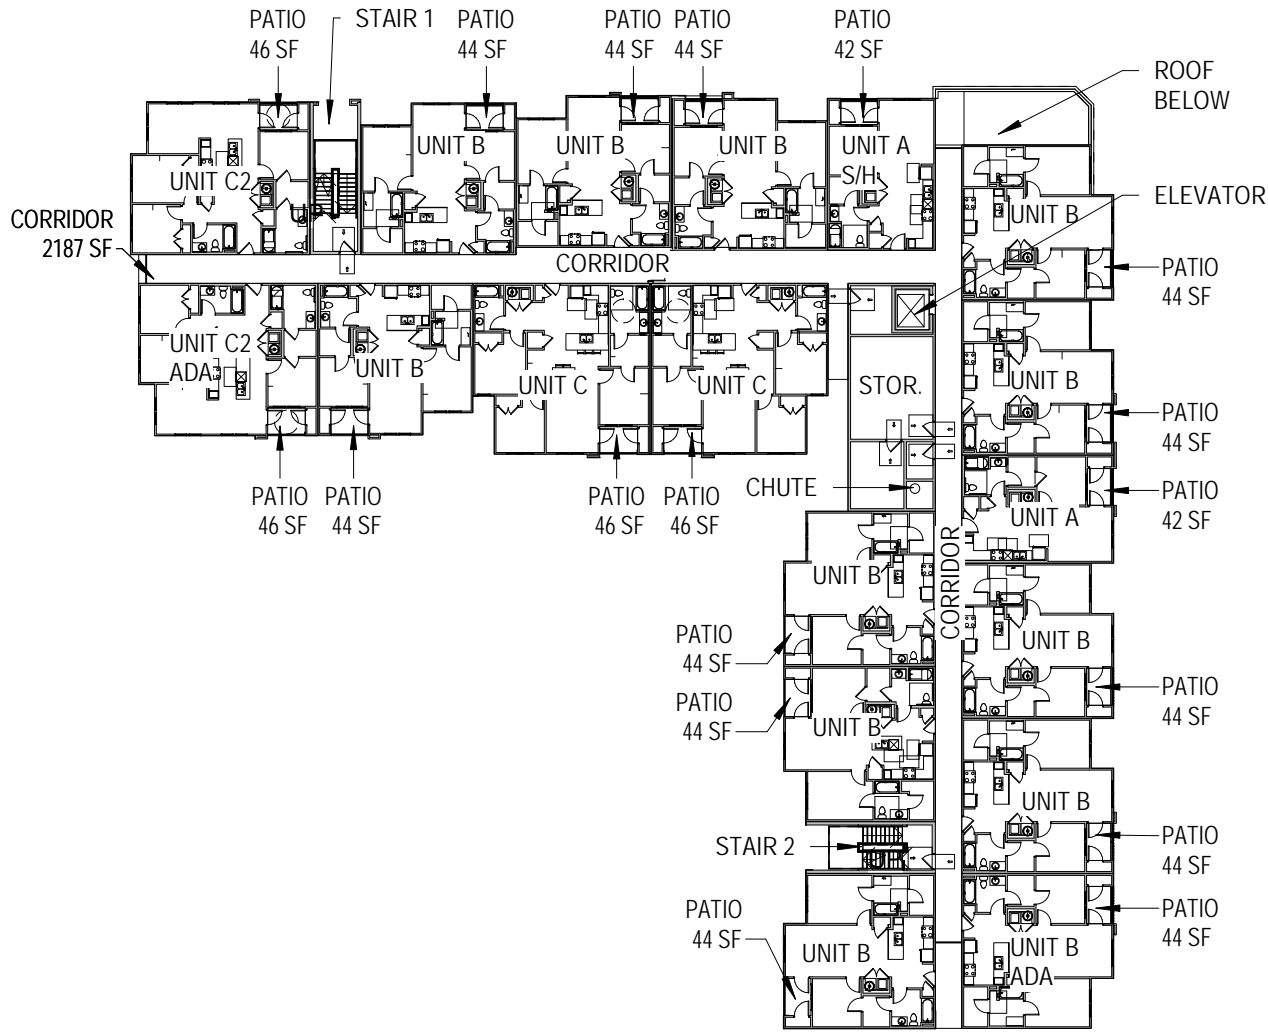 PATIO
46 SF
STAIR 1
PATIO
44 SF
PATIO
44 SF
PATIO
44 SF
PATIO
42 SF
ROOF
BELOW
UNIT C2
UNIT B
UNIT B
UNIT B
UNIT A
S/H
ELEVATOR
UNIT B
CORRIDOR
2187 SF
CORRIDOR
PATIO
44 SF
UNIT C2
ADA
UNIT B
UNIT C
UNIT C
STOR.
UNIT B
PATIO
44 SF
PATIO
46 SF
PATIO
44 SF
PATIO
46 SF
PATIO
46 SF
CHUTE
UNIT A
PATIO
42 SF
CORRIDOR
UNIT B
PATIO
44 SF
UNIT B
PATIO
44 SF
PATIO
44 SF
UNIT B
UNIT B
STAIR 2
PATIO
44 SF
PATIO
44 SF
UNIT B
PATIO
44 SF
UNIT B
ADA